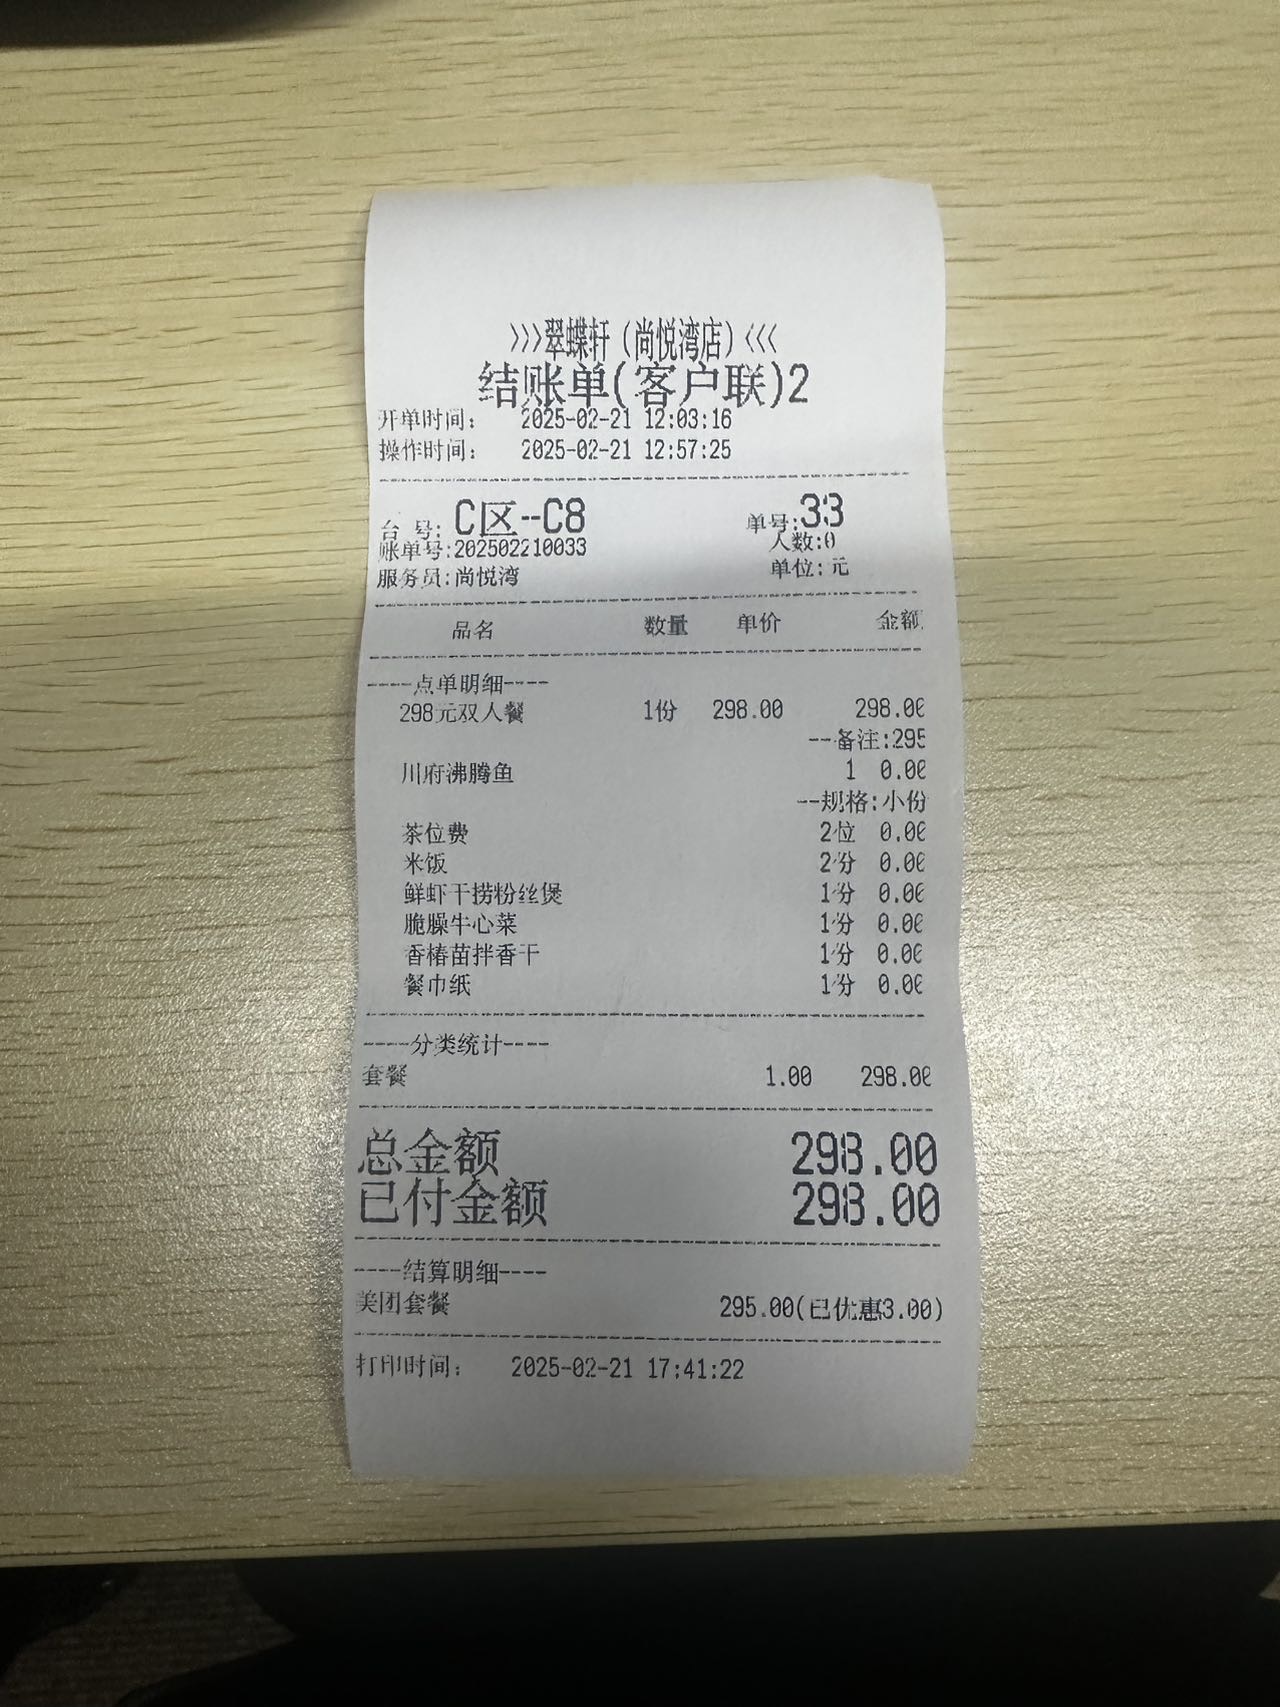 >>>翠蝶轩（尚悦湾店）<<<
结账单(客户联)2
开单时间： 2025-02-21 12:03:16
操作时间： 2025-02-21 12:57:25
台 号: C区--C8 单号:33
账单号:202502210033 人数:0
服务员:尚悦湾 单位:元
品名 数量 单价 金额
----点单明细----
298元双人餐 1份 298.00 298.00
--备注:295
川府沸腾鱼 1 0.00
--规格:小份
茶位费 2位 0.00
米饭 2份 0.00
鲜虾干捞粉丝煲 1份 0.00
脆臊牛心菜 1份 0.00
香椿苗拌香干 1份 0.00
餐巾纸 1份 0.00
----分类统计----
套餐 1.00 298.00
总金额 298.00
已付金额 298.00
----结算明细----
美团套餐 295.00(已优惠3.00)
打印时间： 2025-02-21 17:41:22